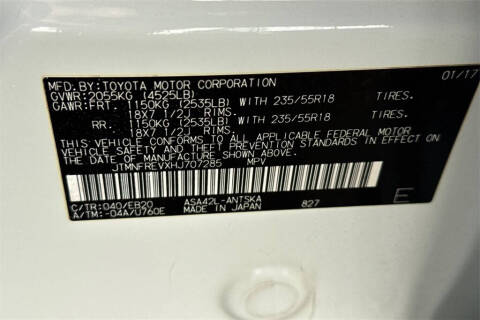 MFD.BY:TOYOTA MOTOR CORPORATION 01/17
GVWR:2055KG (4525LB)
GAWR:FRT. 1150KG (2535LB) WITH 235/55R18 TIRES.
18X7 1/2J RIMS.
RR. 1150KG (2535LB) WITH 235/55R18 TIRES.
18X7 1/2J RIMS.
THIS VEHICLE CONFORMS TO ALL APPLICABLE FEDERAL MOTOR
VEHICLE SAFETY AND THEFT PREVENTION STANDARDS IN EFFECT ON
THE DATE OF MANUFACTURE SHOWN ABOVE.
JTMNFREVXHJ707285 MPV
C/TR:040/EB20 ASA42L-ANTSKA
A/TM:-04A/U760E MADE IN JAPAN 827 E